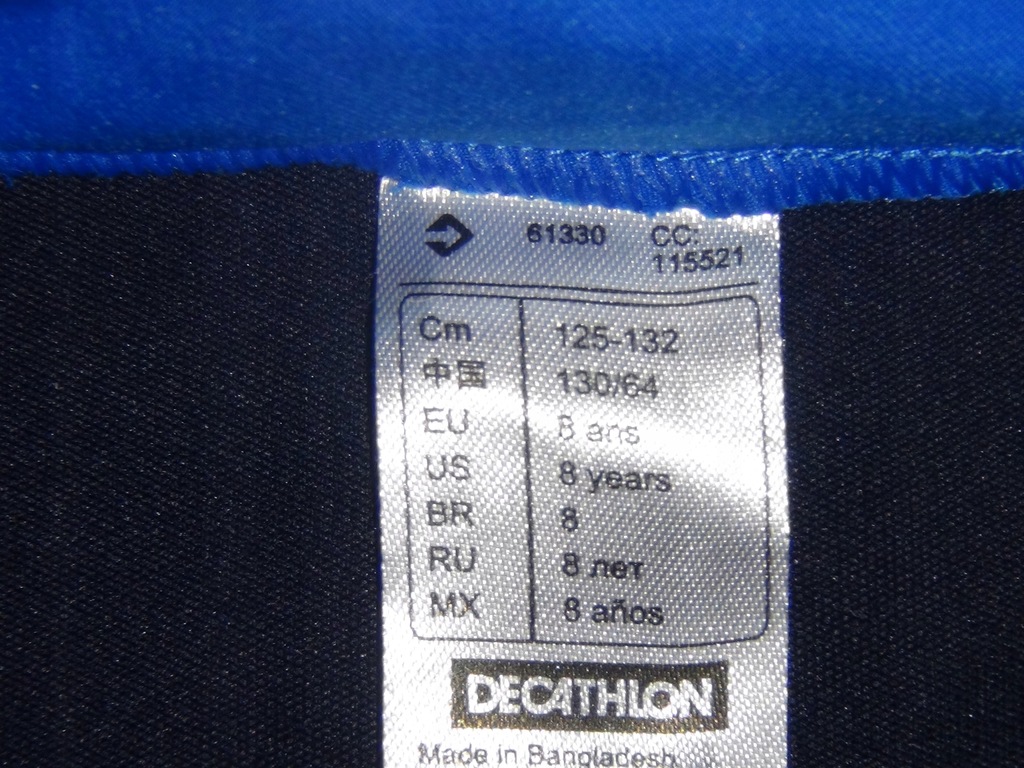 61330 CC:
115521
Cm 125-132
中国 130/64
EU 8 ans
US 8 years
BR 8
RU 8 лет
MX 8 años
DECATHLON
Made in Bangladesh